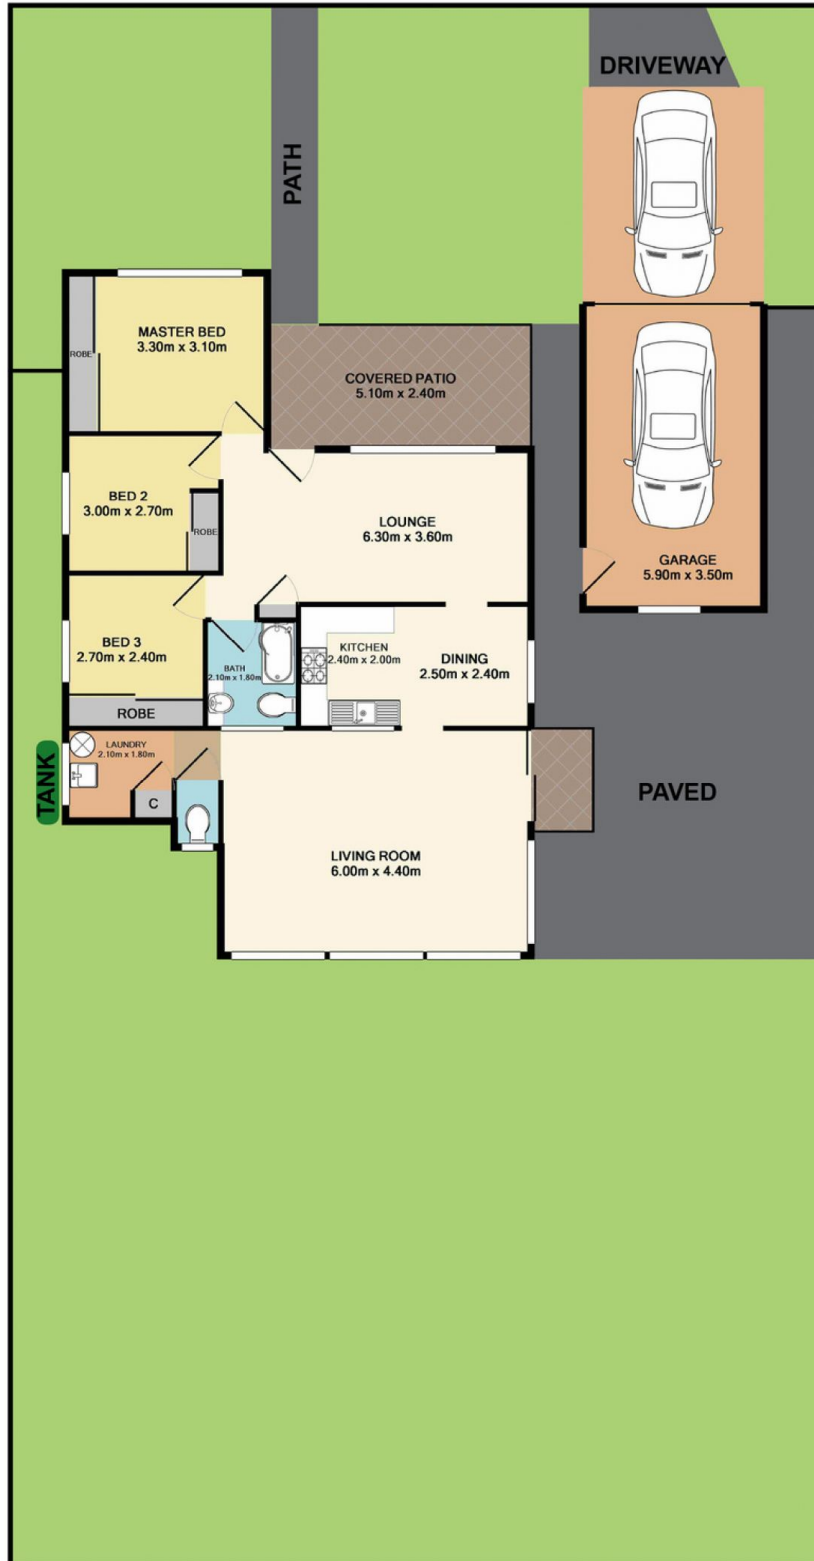 DRIVEWAY
PATH
MASTER BED
3.30m x 3.10m
ROBE
COVERED PATIO
5.10m x 2.40m
BED 2
3.00m x 2.70m
ROBE
LOUNGE
6.30m x 3.60m
GARAGE
5.90m x 3.50m
BED 3
2.70m x 2.40m
ROBE
BATH
2.10m x 1.80m
KITCHEN
2.40m x 2.00m
DINING
2.50m x 2.40m
LAUNDRY
2.10m x 1.80m
C
TANK
PAVED
LIVING ROOM
6.00m x 4.40m